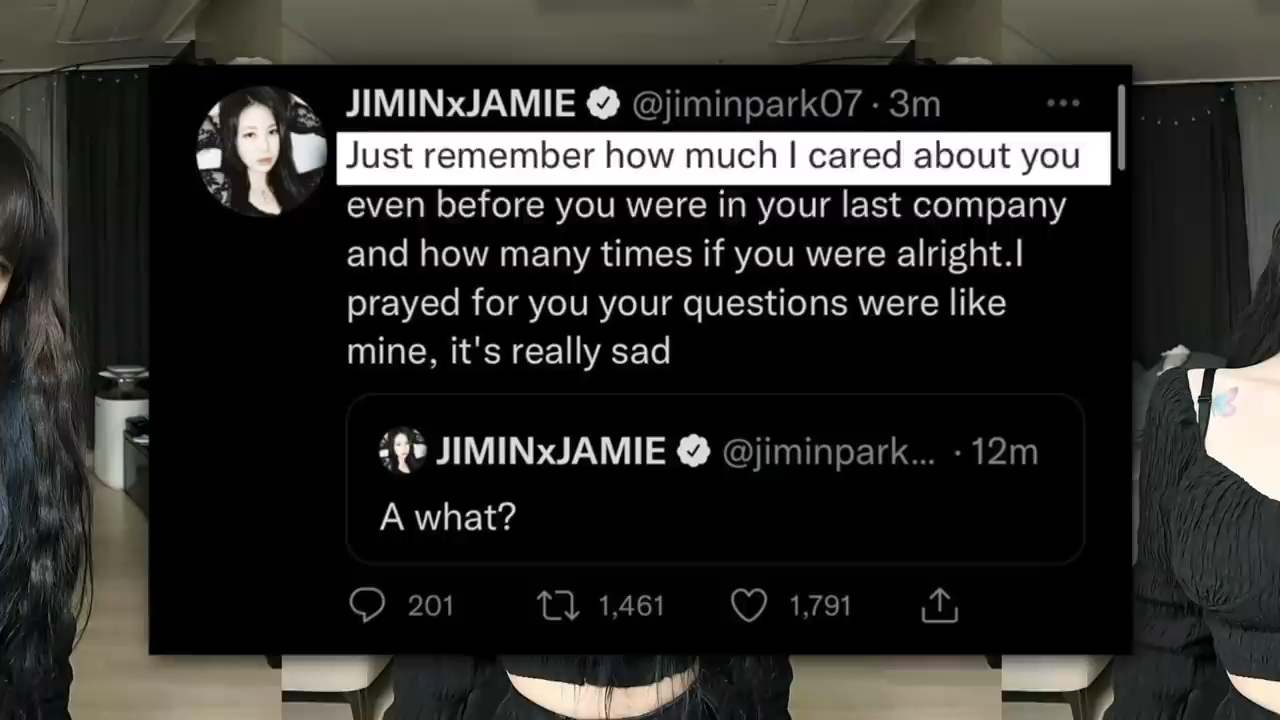 JIMINxJAMIE @jiminpark07 · 3m
Just remember how much I cared about you
even before you were in your last company
and how many times if you were alright.I
prayed for you your questions were like
mine, it's really sad
JIMINxJAMIE @jiminpark... · 12m
A what?
201 1,461 1,791